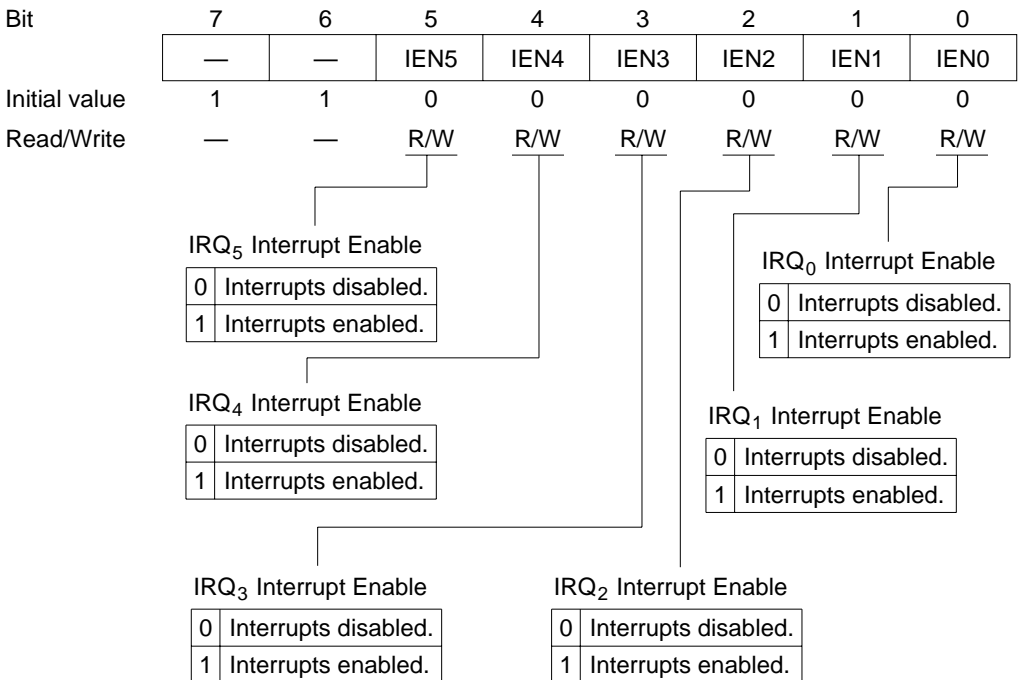 Bit 7 6 5 4 3 2 1 0
— — IEN5 IEN4 IEN3 IEN2 IEN1 IEN0
Initial value 1 1 0 0 0 0 0 0
Read/Write — — R/W R/W R/W R/W R/W R/W
IRQ5 Interrupt Enable
0 Interrupts disabled.
1 Interrupts enabled.
IRQ0 Interrupt Enable
0 Interrupts disabled.
1 Interrupts enabled.
IRQ4 Interrupt Enable
0 Interrupts disabled.
1 Interrupts enabled.
IRQ1 Interrupt Enable
0 Interrupts disabled.
1 Interrupts enabled.
IRQ3 Interrupt Enable
0 Interrupts disabled.
1 Interrupts enabled.
IRQ2 Interrupt Enable
0 Interrupts disabled.
1 Interrupts enabled.